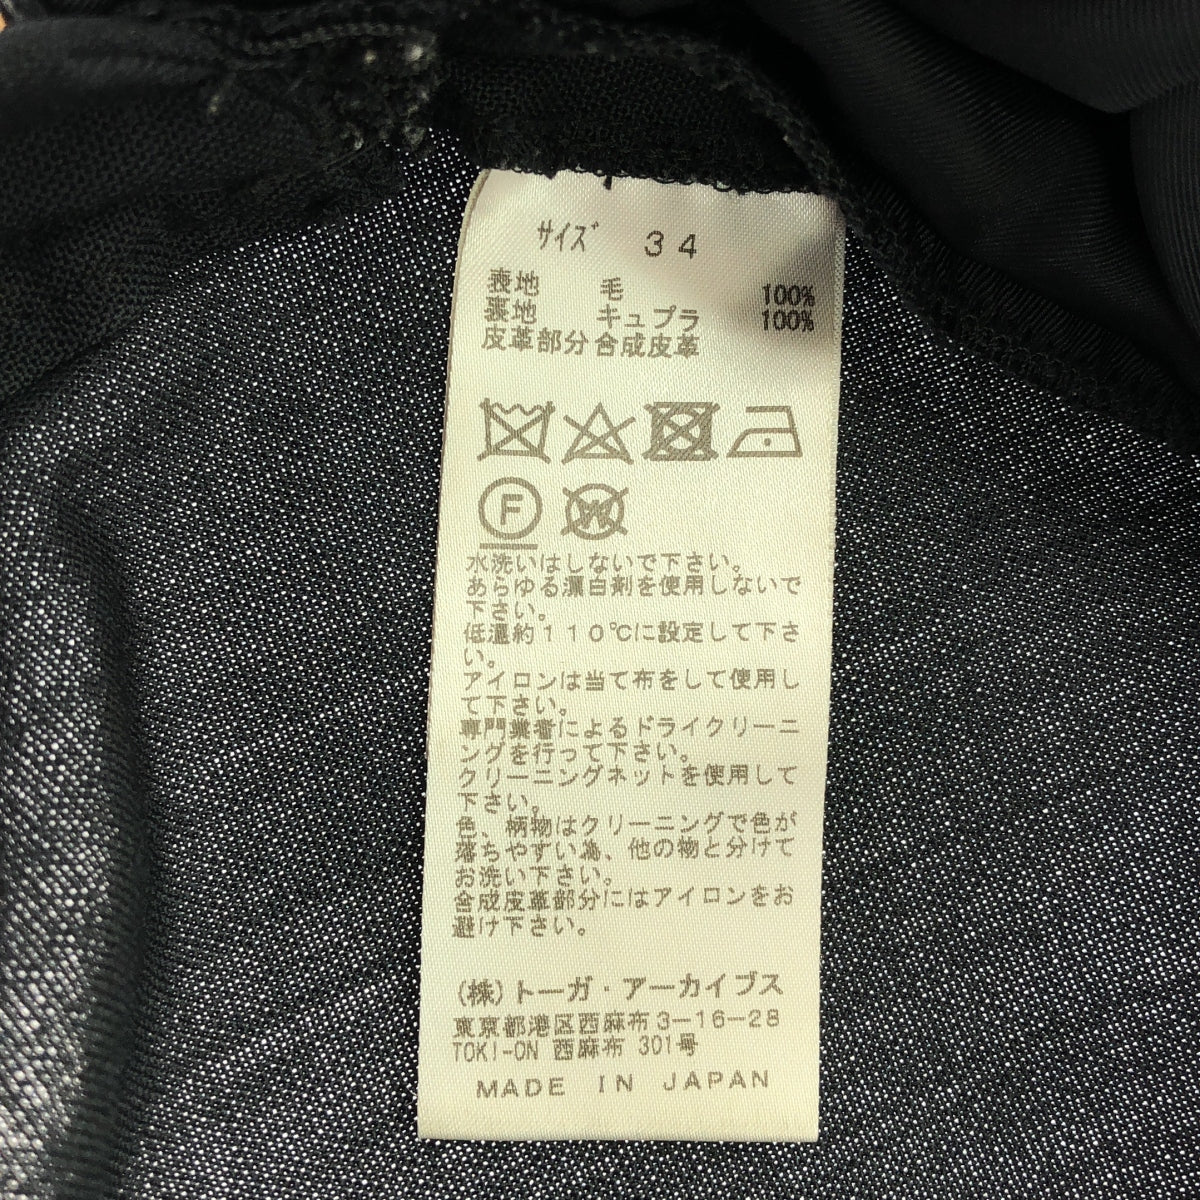 サイズ 34
表地 毛 100%
裏地 キュプラ 100%
皮革部分 合成皮革
F W
水洗いはしないで下さい。
あらゆる漂白剤を使用しないで
下さい。
低温約110℃に設定して下さ
い。
アイロンは当て布をして使用し
て下さい。
専門業者によるドライクリーニ
ングを行って下さい。
クリーニングネットを使用して
下さい。
色、柄物はクリーニングで色が
落ちやすい為、他の物と分けて
お洗い下さい。
合成皮革部分にはアイロンをお
避け下さい。
(株)トーガ・アーカイブス
東京都港区西麻布3-16-28
TOKI-ON 西麻布 301号
MADE IN JAPAN